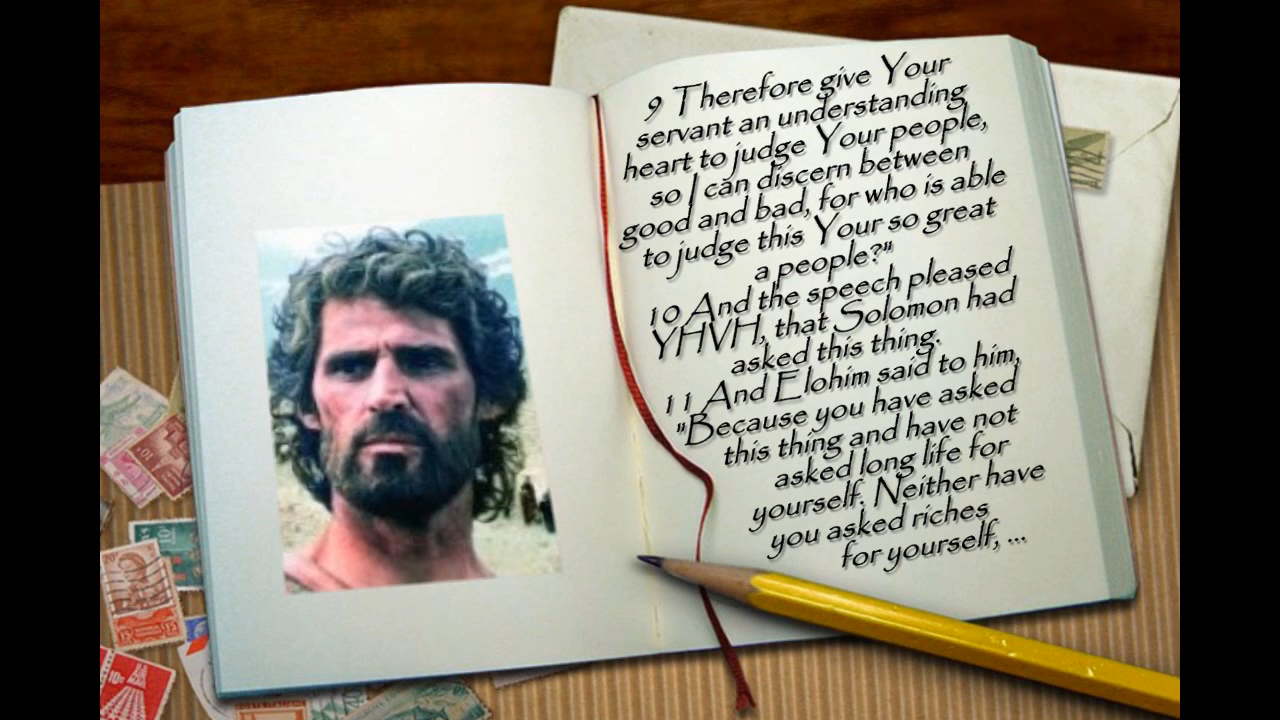 9 Therefore give Your
servant an understanding
heart to judge Your people,
so I can discern between
good and bad, for who is able
to judge this Your so great
a people?"
10 And the speech pleased
YHVH, that Solomon had
asked this thing.
11 And Elohim said to him,
"Because you have asked
this thing and have not
asked long life for
yourself. Neither have
you asked riches
for yourself, ...